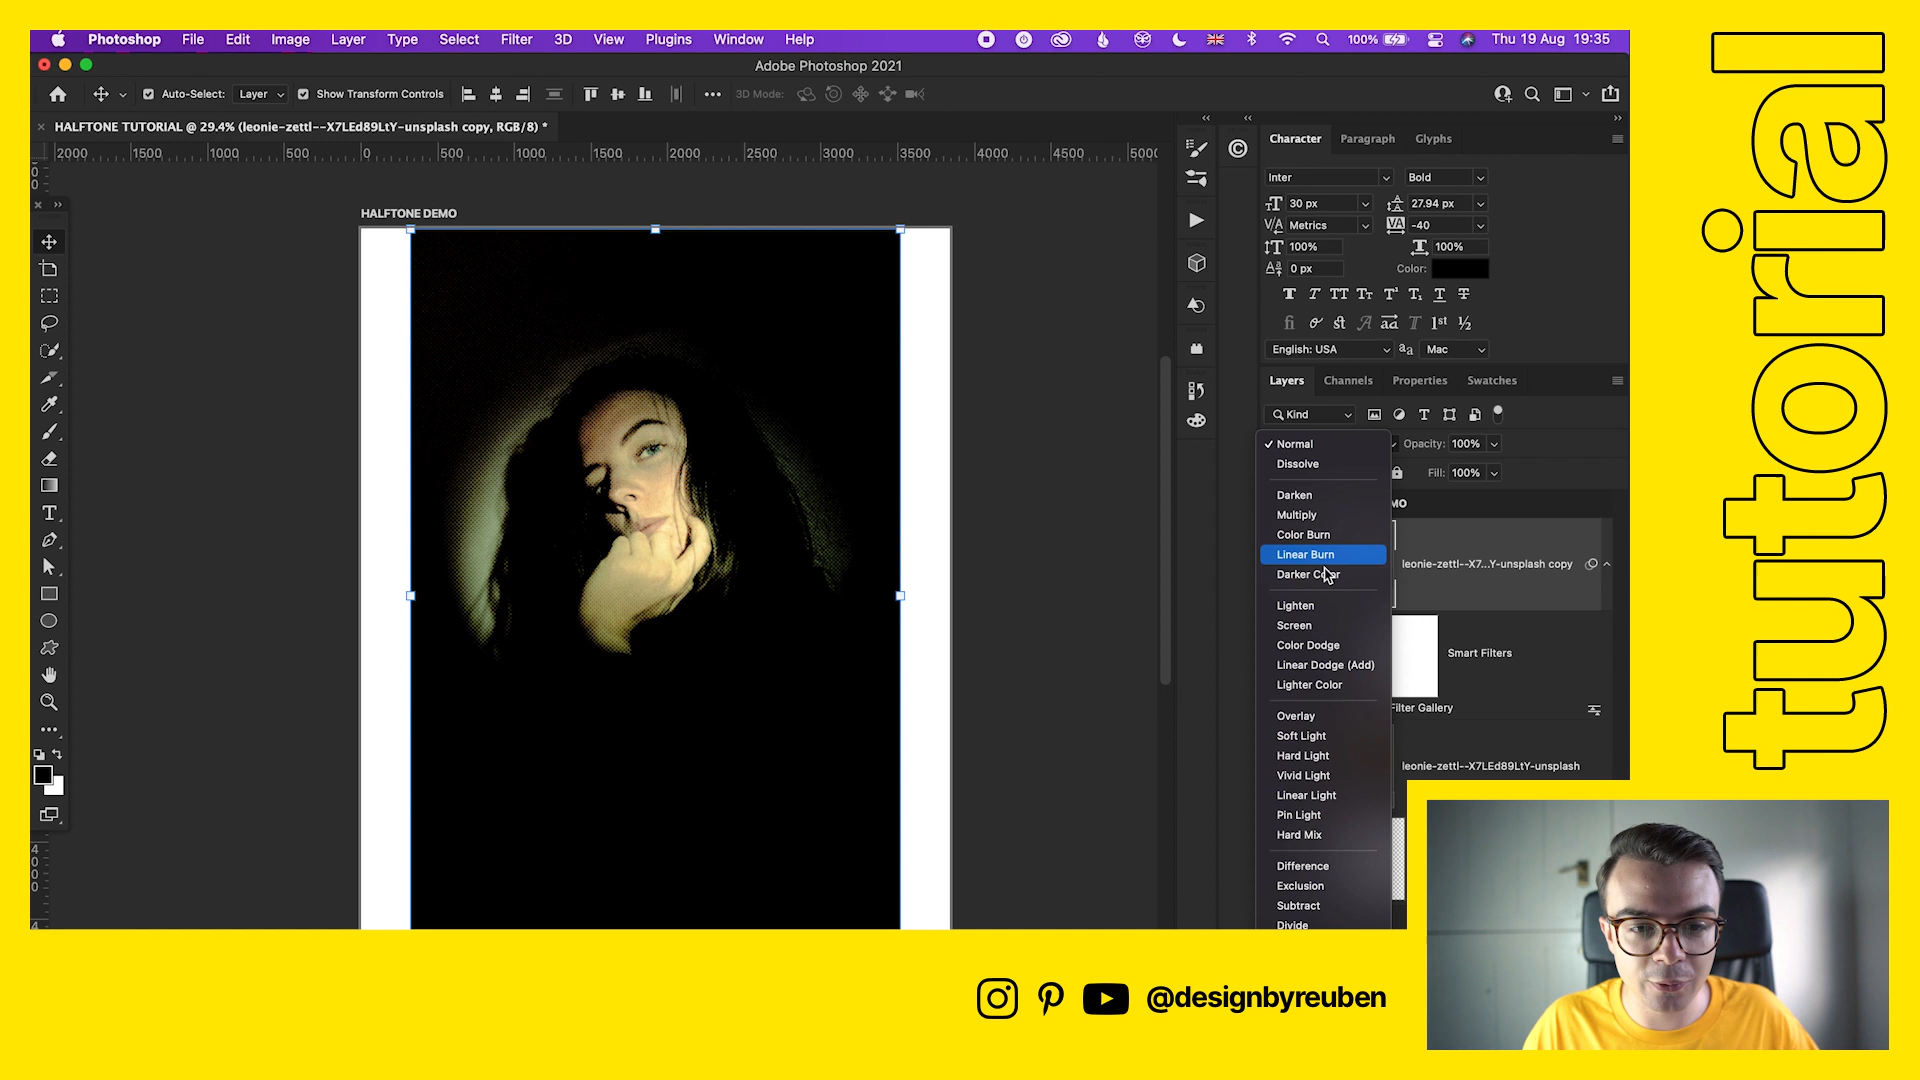 Photoshop File Edit Image Layer Type Select Filter 3D View Plugins Window Help 100% Thu 19 Aug 19:35
Adobe Photoshop 2021
Auto-Select: Layer Show Transform Controls 3D Mode:
HALFTONE TUTORIAL @ 29.4% (leonie-zettl--X7LEd89LtY-unsplash copy, RGB/8) *
2000 1500 1000 500 0 500 1000 1500 2000 2500 3000 3500 4000 4500 5000
HALFTONE DEMO
Character Paragraph Glyphs
Inter Bold
30 px 27.94 px
Metrics -40
100% 100%
0 px Color:
English: USA aa Mac
Layers Channels Properties Swatches
Kind
Normal Opacity: 100%
Dissolve Fill: 100%
Darken
MO
Multiply
Color Burn
Linear Burn
leonie-zettl--X7...Y-unsplash copy
Darker Color
Lighten
Screen
Color Dodge
Smart Filters
Linear Dodge (Add)
Lighter Color
Filter Gallery
Overlay
Soft Light
Hard Light
leonie-zettl--X7LEd89LtY-unsplash
Vivid Light
Linear Light
Pin Light
Hard Mix
Difference
Exclusion
Subtract
Divide
tutorial
@designbyreuben